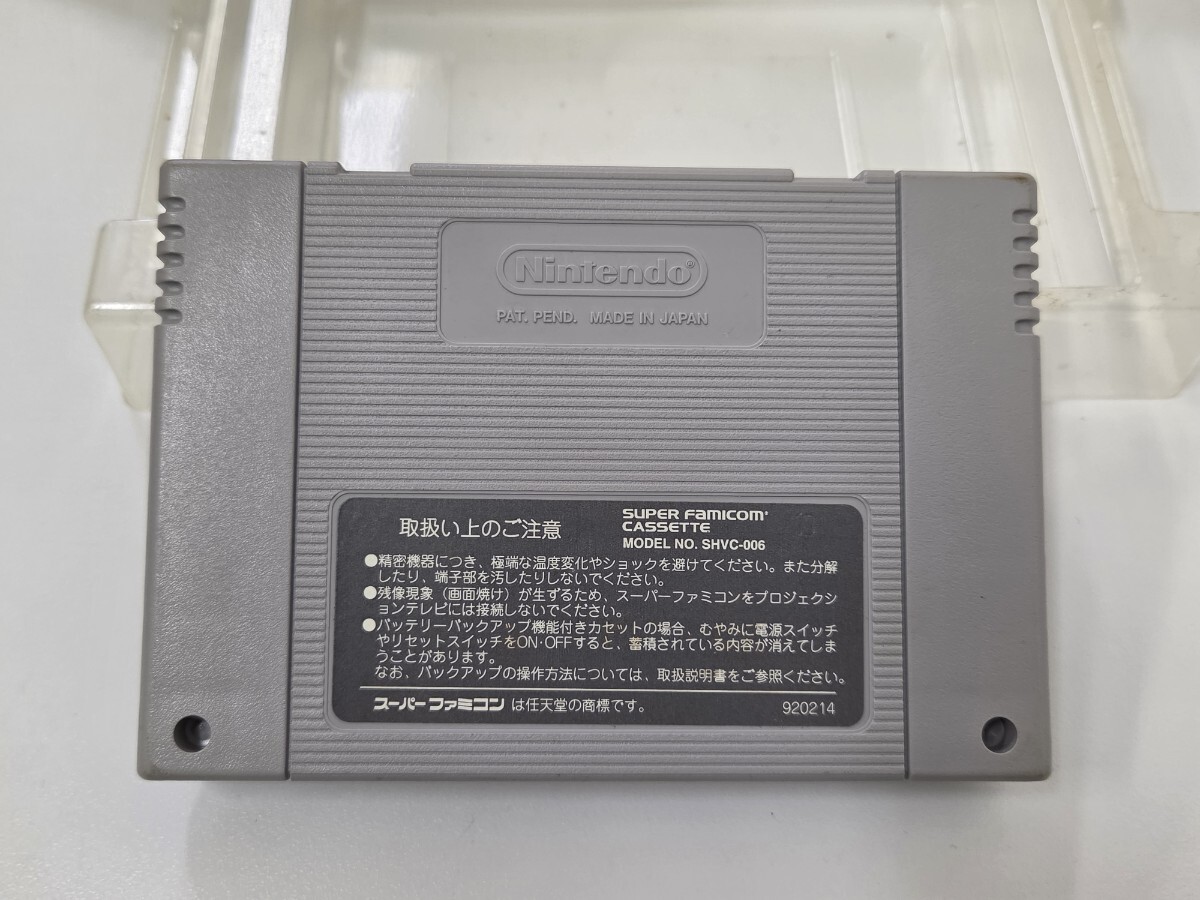 Nintendo®
PAT. PEND. MADE IN JAPAN
取扱い上のご注意
SUPER FAMICOM®
CASSETTE
MODEL NO. SHVC-006
●精密機器につき、極端な温度変化やショックを避けてください。また分解
したり、端子部を汚したりしないでください。
●残像現象（画面焼け）が生ずるため、スーパーファミコンをプロジェクシ
ョンテレビには接続しないでください。
●バッテリーバックアップ機能付きカセットの場合、むやみに電源スイッチ
やリセットスイッチをON・OFFすると、蓄積されている内容が消えてしま
うことがあります。
なお、バックアップの操作方法については、取扱説明書をご参照ください。
スーパーファミコン は任天堂の商標です。
920214